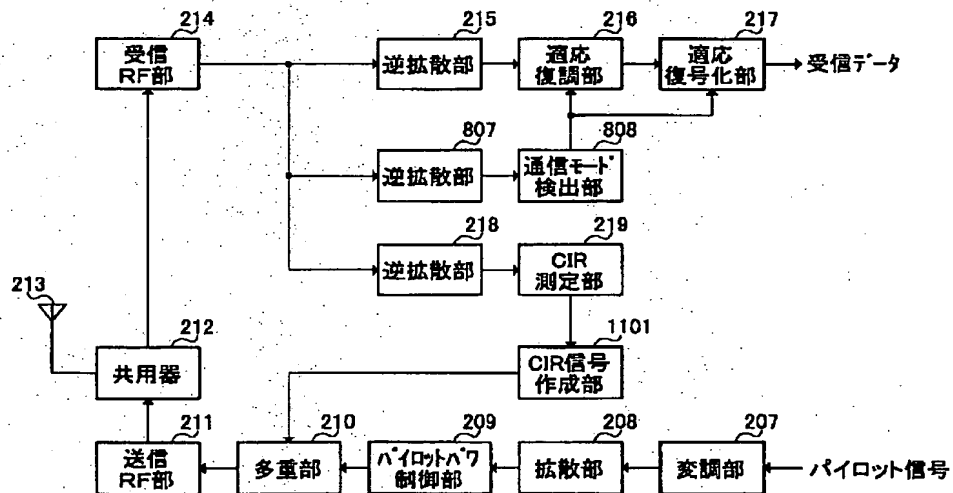 214
受信
RF部
215
逆拡散部
216
適応
復調部
217
適応
復号化部
受信データ
807
逆拡散部
808
通信モード
検出部
218
逆拡散部
219
CIR
測定部
213
212
共用器
1101
CIR信号
作成部
211
送信
RF部
210
多重部
209
パイロットパワ
制御部
208
拡散部
207
変調部
パイロット信号